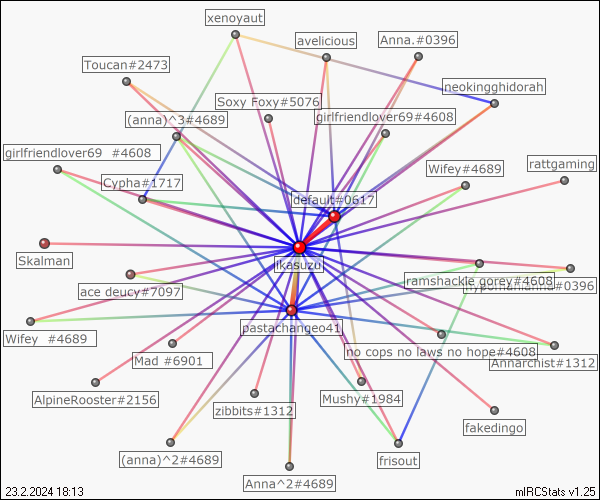 xenoyaut
avelicious
Anna.#0396
Toucan#2473
neokingghidorah
Soxy Foxy#5076
(anna)^3#4689
girlfriendlover69#4608
girlfriendlover69 #4608
Wifey#4689
rattgaming
Cypha#1717
default#0617
Skalman
ikasuzu
ramshackle gorey#4608
ace deucy#7097
pastachangeo41
Wifey #4689
no cops no laws no hope#4608
Mad #6901
Annarchist#1312
AlpineRooster#2156
Mushy#1984
zibbits#1312
fakedingo
(anna)^2#4689
frisout
Anna^2#4689
23.2.2024 18:13
mIRCStats v1.25